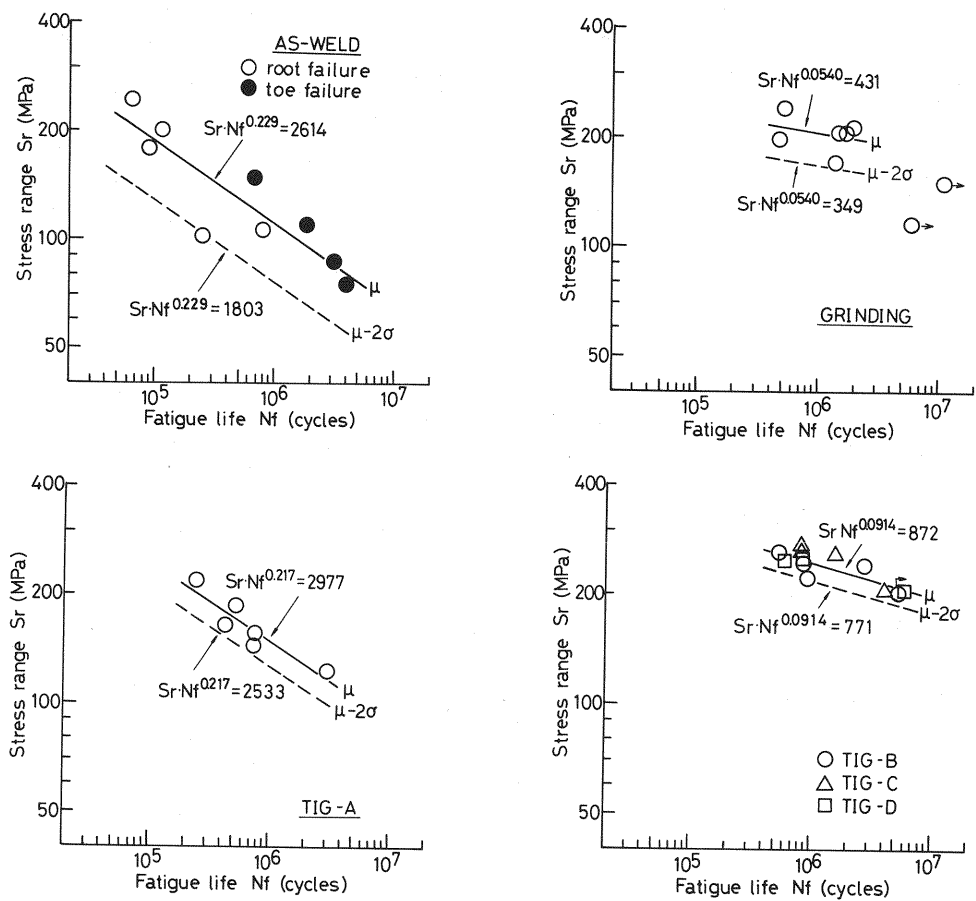 AS-WELD
root failure
toe failure
Stress range Sr (MPa)
400
200
100
50
Sr·Nf^0.229=2614
Sr·Nf^0.229=1803
μ
μ-2σ
10^5
10^6
10^7
Fatigue life Nf (cycles)
Stress range Sr (MPa)
400
200
100
50
Sr·Nf^0.0540=431
μ
μ-2σ
Sr·Nf^0.0540=349
GRINDING
10^5
10^6
10^7
Fatigue life Nf (cycles)
Stress range Sr (MPa)
400
200
100
50
Sr·Nf^0.217=2977
Sr·Nf^0.217=2533
μ
μ-2σ
TIG-A
10^5
10^6
10^7
Fatigue life Nf (cycles)
Stress range Sr (MPa)
400
200
100
50
Sr Nf^0.0914=872
μ
μ-2σ
Sr·Nf^0.0914=771
TIG-B
TIG-C
TIG-D
10^5
10^6
10^7
Fatigue life Nf (cycles)